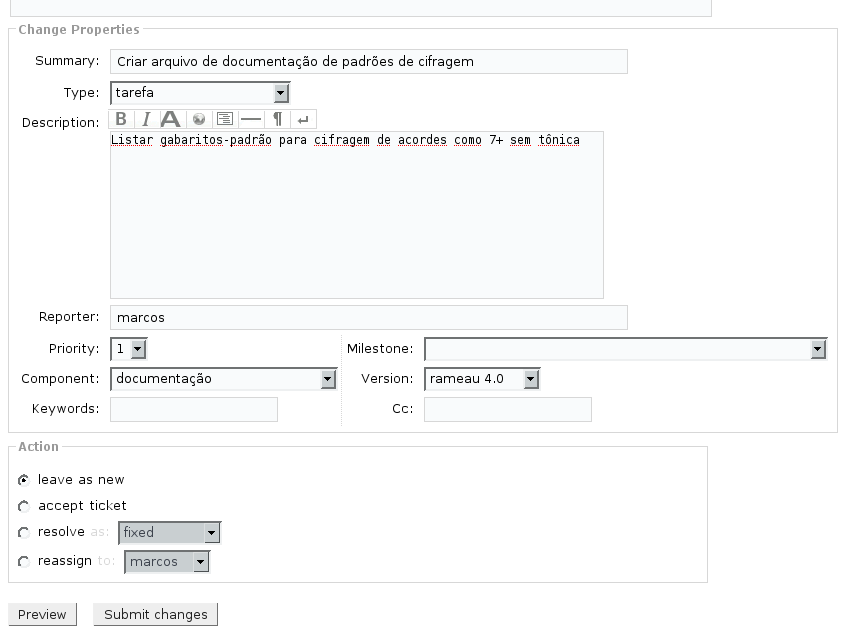 Change Properties
Summary: Criar arquivo de documentação de padrões de cifragem
Type: tarefa
Description: B I A ¶ ↵
Listar gabaritos-padrão para cifragem de acordes como 7+ sem tônica
Reporter: marcos
Priority: 1 Milestone:
Component: documentação Version: rameau 4.0
Keywords: Cc:
Action
leave as new
accept ticket
resolve as: fixed
reassign to: marcos
Preview Submit changes